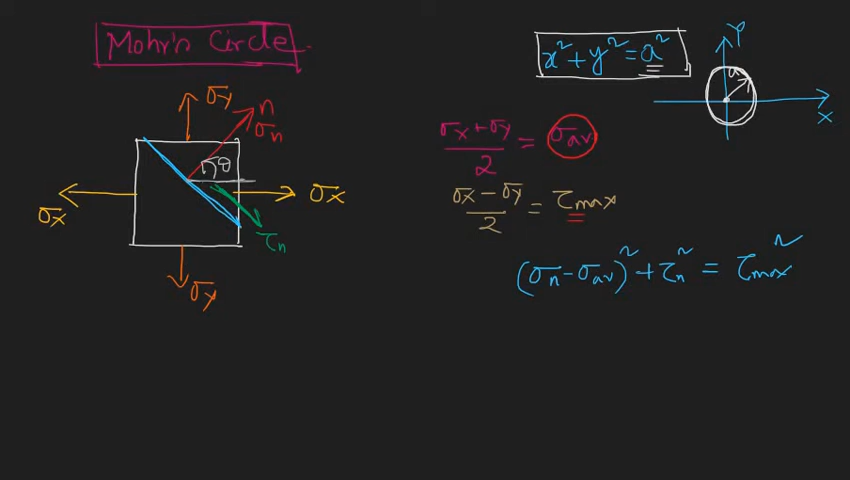 Mohr's Circle
x² + y² = a²
Y
a
X
σy
n
σn
θ
σx
σx
τn
σy
σx + σy / 2 = σav
σx − σy / 2 = τmax
(σn − σav)² + τn² = τmax²